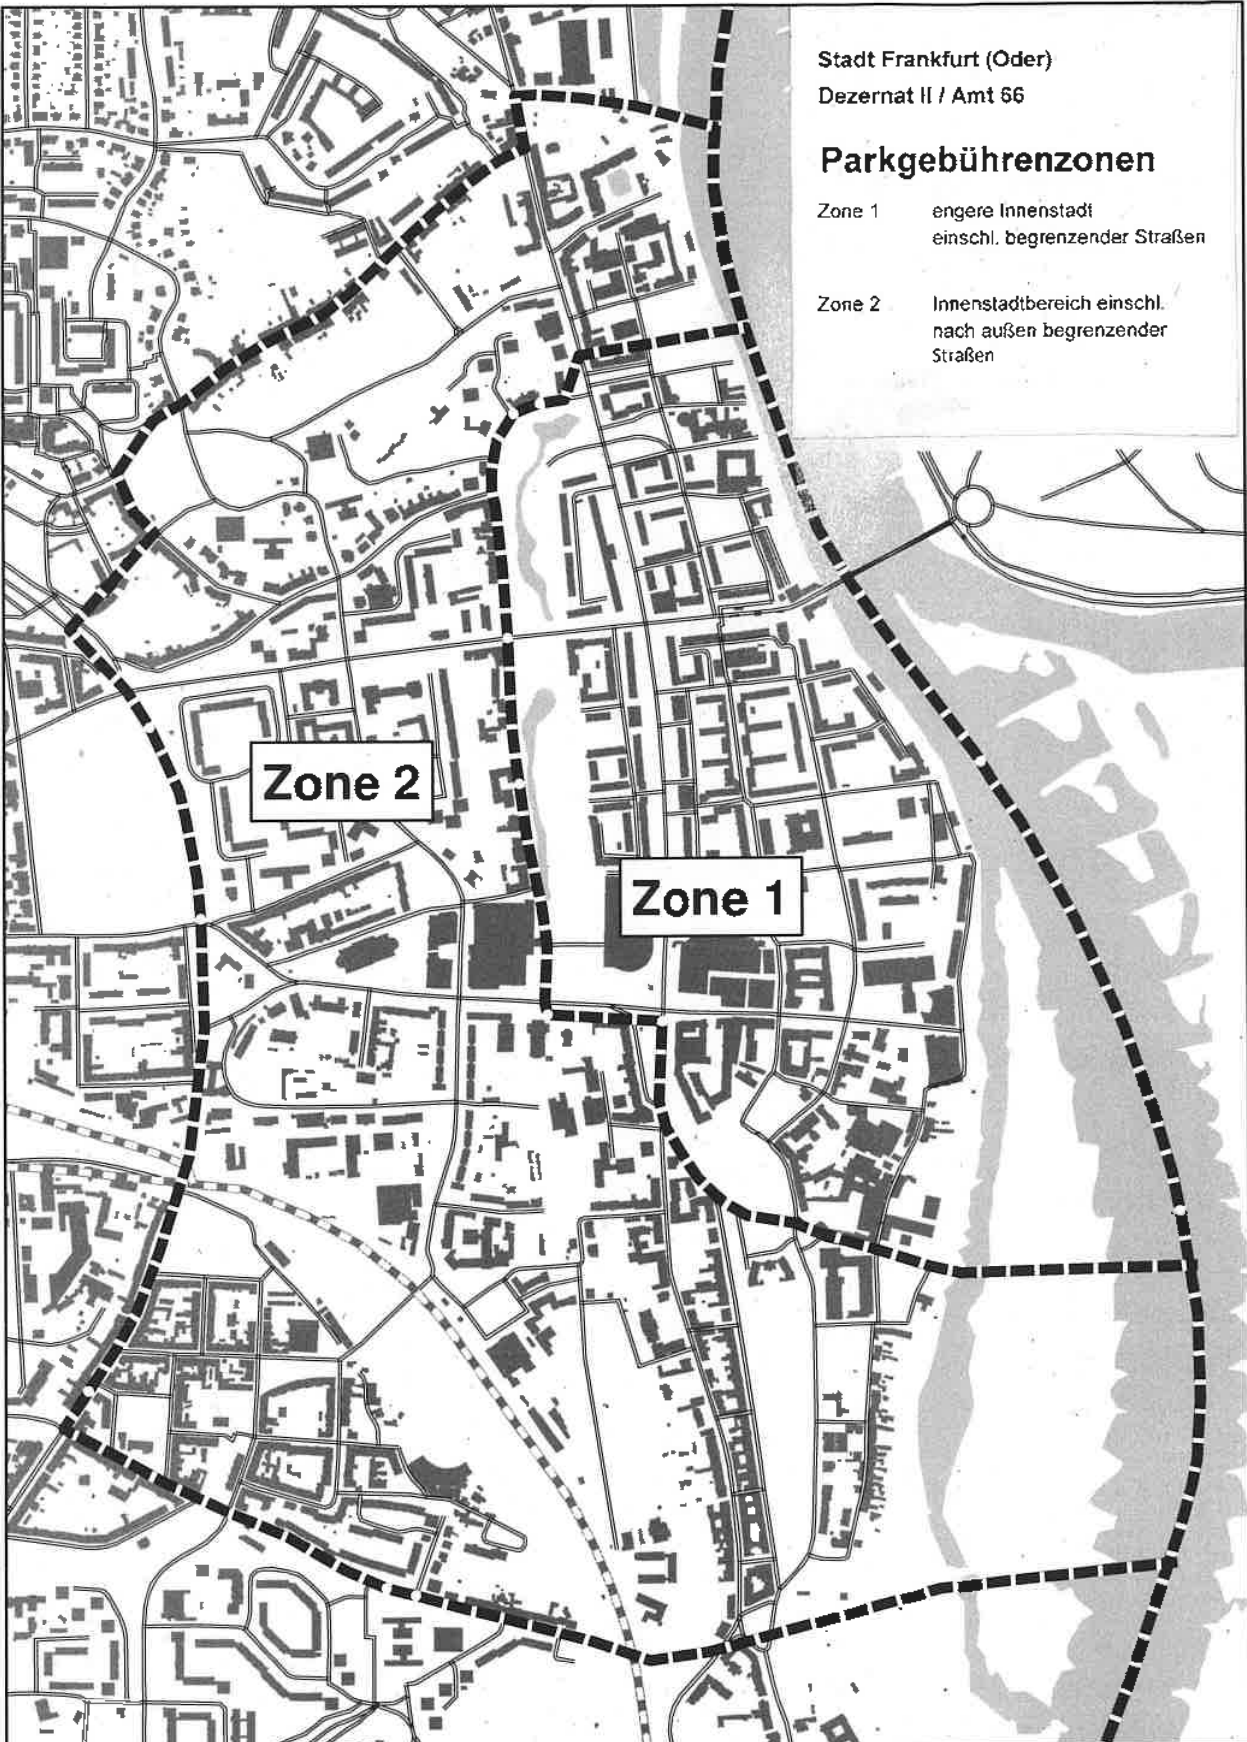 Stadt Frankfurt (Oder)
Dezernat II / Amt 66
Parkgebührenzonen
Zone 1 engere Innenstadt
einschl. begrenzender Straßen
Zone 2 Innenstadtbereich einschl.
nach außen begrenzender
Straßen
Zone 2
Zone 1